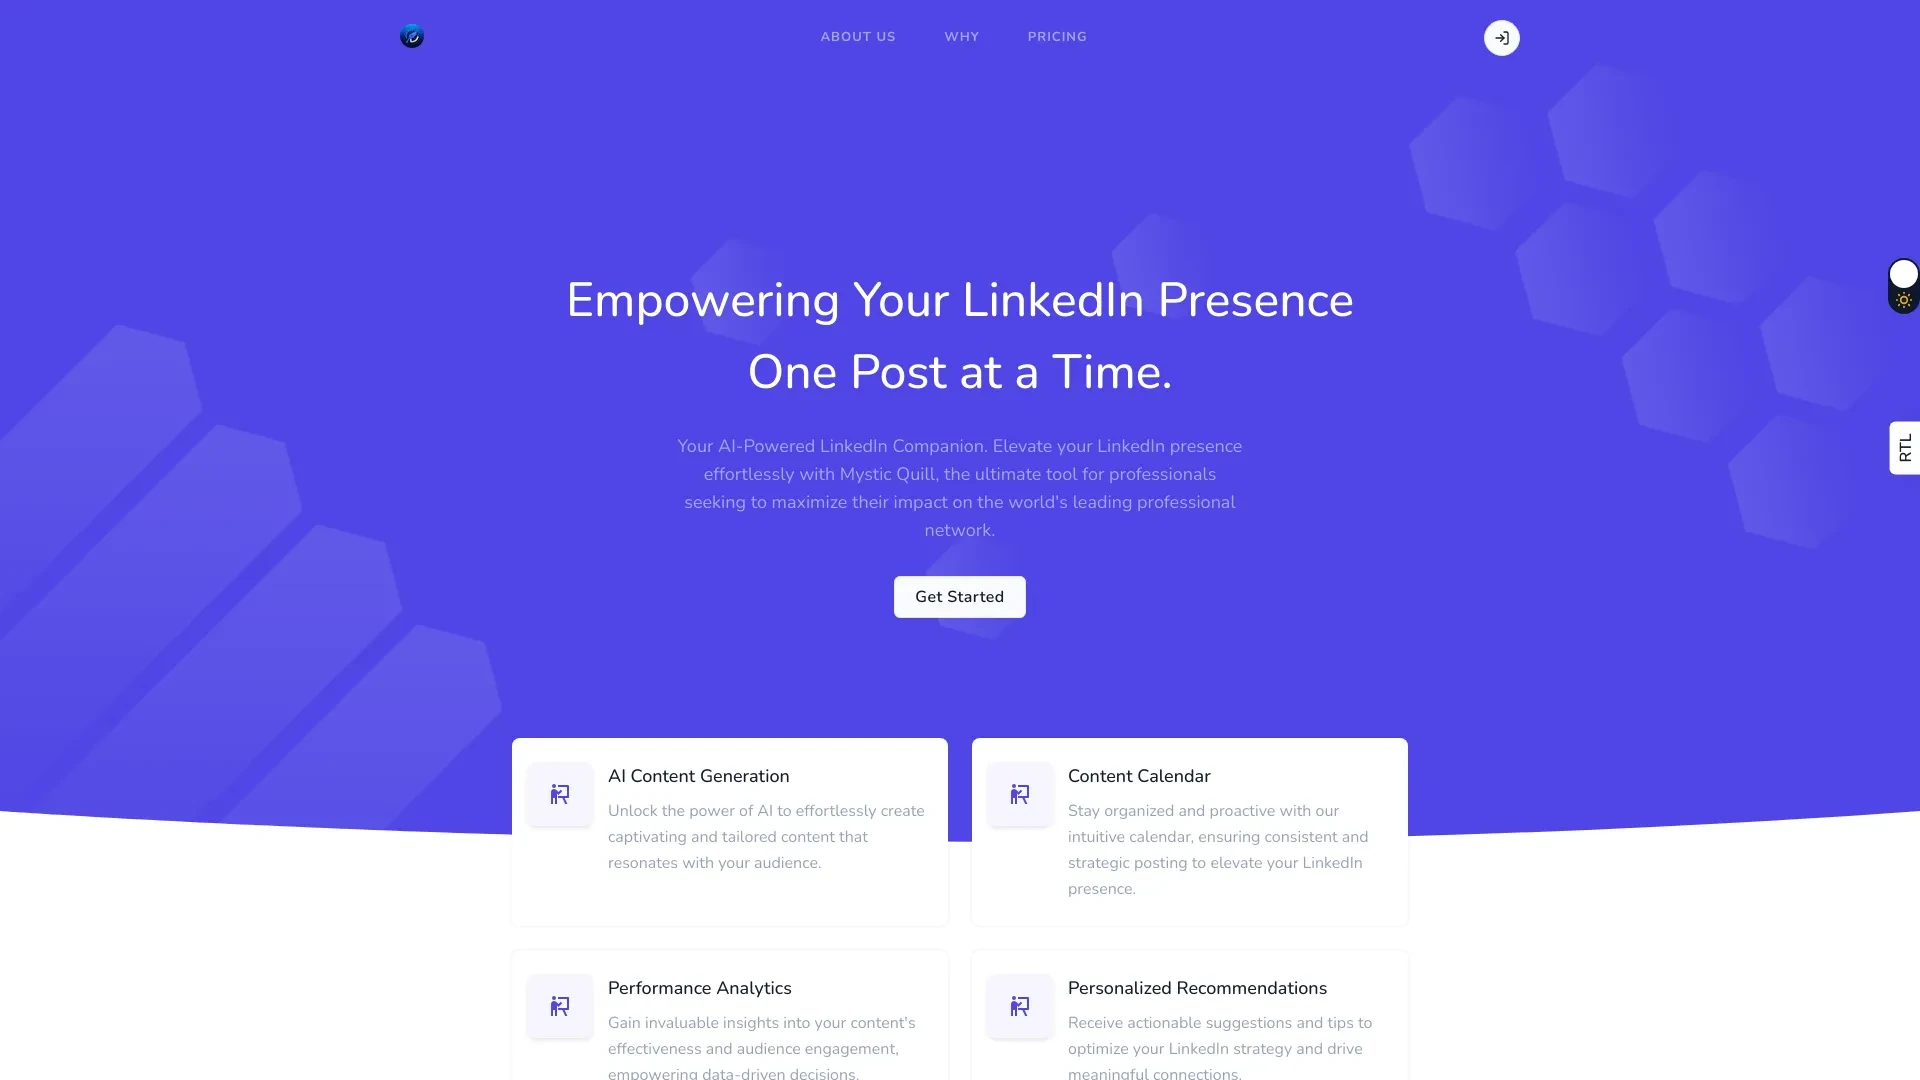 ABOUT US
WHY
PRICING
Empowering Your LinkedIn Presence
One Post at a Time.
Your AI-Powered LinkedIn Companion. Elevate your LinkedIn presence
effortlessly with Mystic Quill, the ultimate tool for professionals
seeking to maximize their impact on the world's leading professional
network.
Get Started
RTL
AI Content Generation
Unlock the power of AI to effortlessly create
captivating and tailored content that
resonates with your audience.
Content Calendar
Stay organized and proactive with our
intuitive calendar, ensuring consistent and
strategic posting to elevate your LinkedIn
presence.
Performance Analytics
Gain invaluable insights into your content's
effectiveness and audience engagement,
empowering data-driven decisions.
Personalized Recommendations
Receive actionable suggestions and tips to
optimize your LinkedIn strategy and drive
meaningful connections.